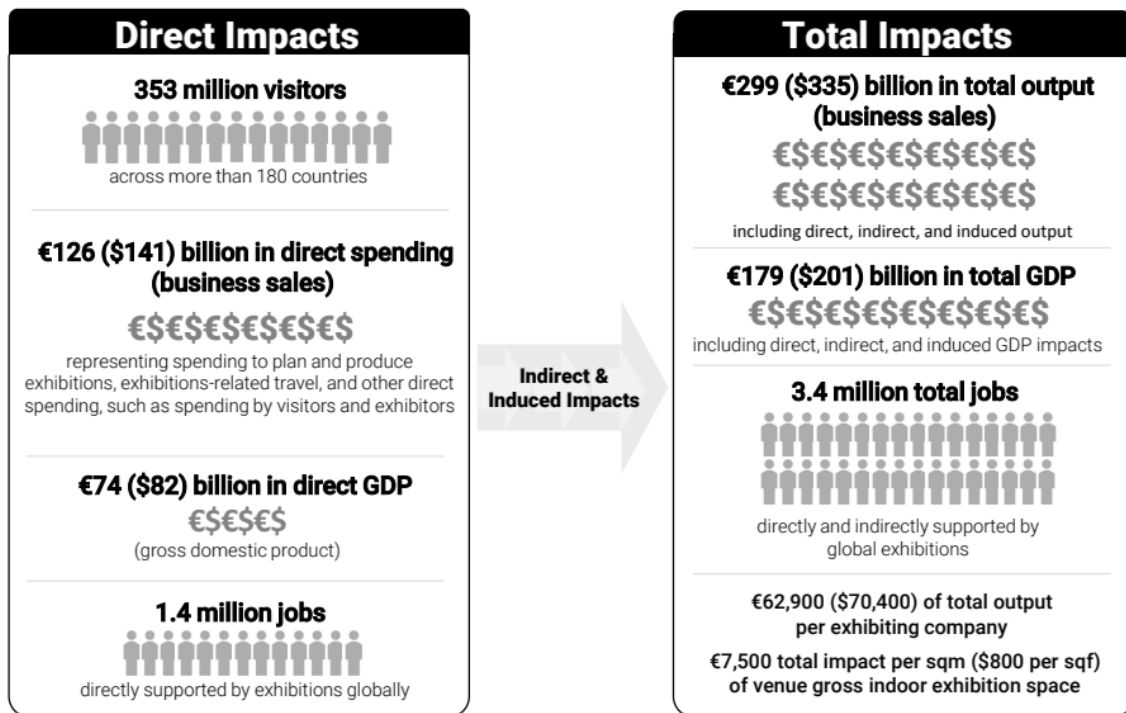 Direct Impacts
353 million visitors
across more than 180 countries
€126 ($141) billion in direct spending
(business sales)
€$€$€$€$€$€$
representing spending to plan and produce
exhibitions, exhibitions-related travel, and other direct
spending, such as spending by visitors and exhibitors
€74 ($82) billion in direct GDP
€$€$€$
(gross domestic product)
1.4 million jobs
directly supported by exhibitions globally
Indirect &
Induced Impacts
Total Impacts
€299 ($335) billion in total output
(business sales)
€$€$€$€$€$€$€$
€$€$€$€$€$€$€$
including direct, indirect, and induced output
€179 ($201) billion in total GDP
€$€$€$€$€$€$€$€$
including direct, indirect, and induced GDP impacts
3.4 million total jobs
directly and indirectly supported by
global exhibitions
€62,900 ($70,400) of total output
per exhibiting company
€7,500 total impact per sqm ($800 per sqf)
of venue gross indoor exhibition space